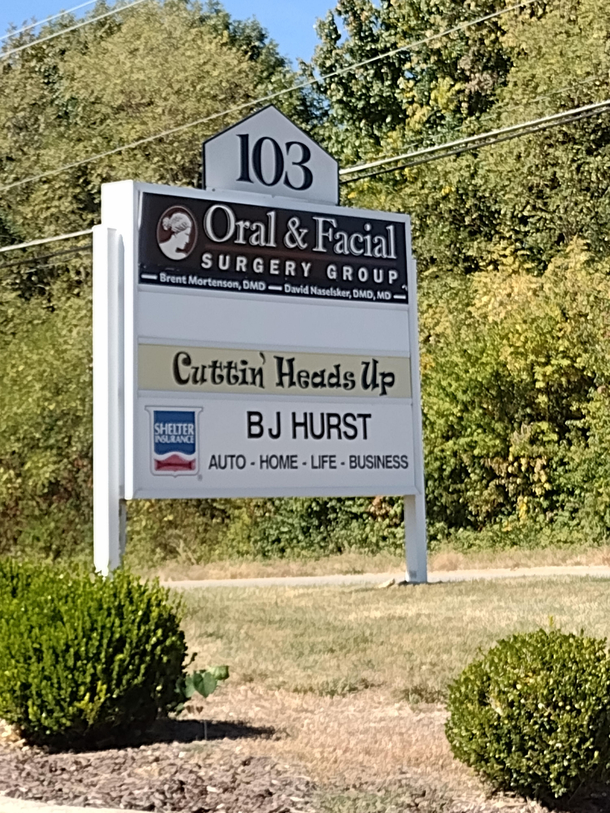 103
Oral & Facial
SURGERY GROUP
Brent Mortenson, DMD — David Naselsker, DMD, MD
Cuttin' Heads Up
SHELTER
INSURANCE
®
BJ HURST
AUTO - HOME - LIFE - BUSINESS